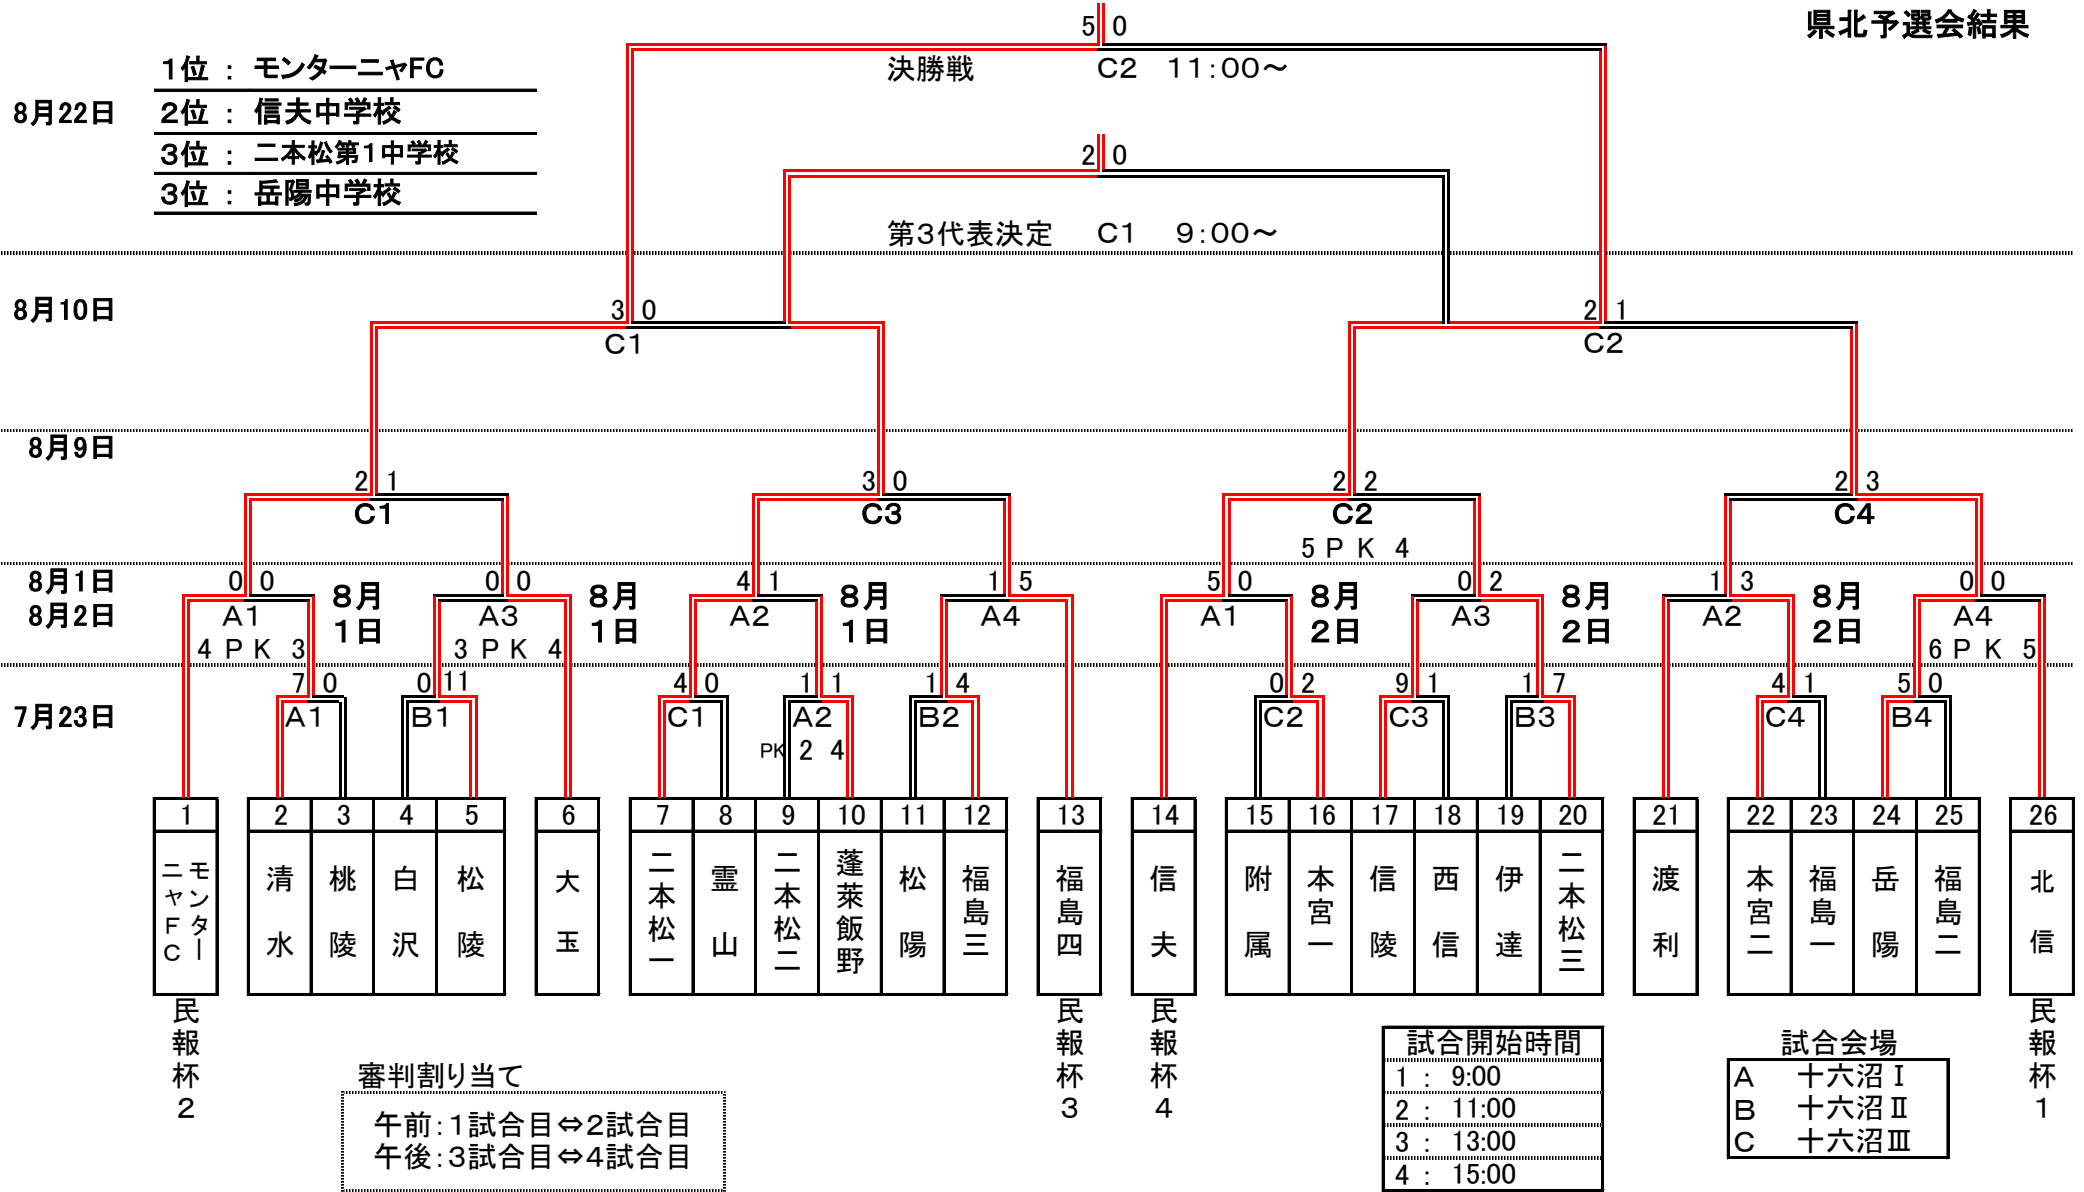 県北予選会結果
5 0
決勝戦 C2 11:00～
1位 : モンターニャFC
8月22日
2位 : 信夫中学校
3位 : 二本松第1中学校
3位 : 岳陽中学校
2 0
第3代表決定 C1 9:00～
8月10日
3 0
2 1
C1
C2
8月9日
2 1
3 0
2 2
2 3
C1
C3
C2
C4
5 P K 4
8月1日
8月2日
0 0
0 0
4 1
1 5
5 0
0 2
1 3
0 0
A1
8月1日
A3
8月1日
A2
8月1日
A4
A1
8月2日
A3
8月2日
A2
8月2日
A4
4 P K 3
3 P K 4
6 P K 5
7月23日
7 0
0 11
4 0
1 1
1 4
0 2
9 1
1 7
4 1
5 0
A1
B1
C1
A2
B2
C2
C3
B3
C4
B4
PK 2 4
1 2 3 4 5 6 7 8 9 10 11 12 13 14 15 16 17 18 19 20 21 22 23 24 25 26
モンターニャFC
清水
桃陵
白沢
松陵
大玉
二本松一
霊山
二本松二
蓬萊飯野
松陽
福島三
福島四
信夫
附属
本宮一
信陵
西信
伊達
二本松三
渡利
本宮二
福島一
岳陽
福島二
北信
民報杯2
民報杯3
民報杯4
民報杯1
審判割り当て
午前:1試合目⇔2試合目
午後:3試合目⇔4試合目
試合開始時間
1 : 9:00
2 : 11:00
3 : 13:00
4 : 15:00
試合会場
A 十六沼Ⅰ
B 十六沼Ⅱ
C 十六沼Ⅲ